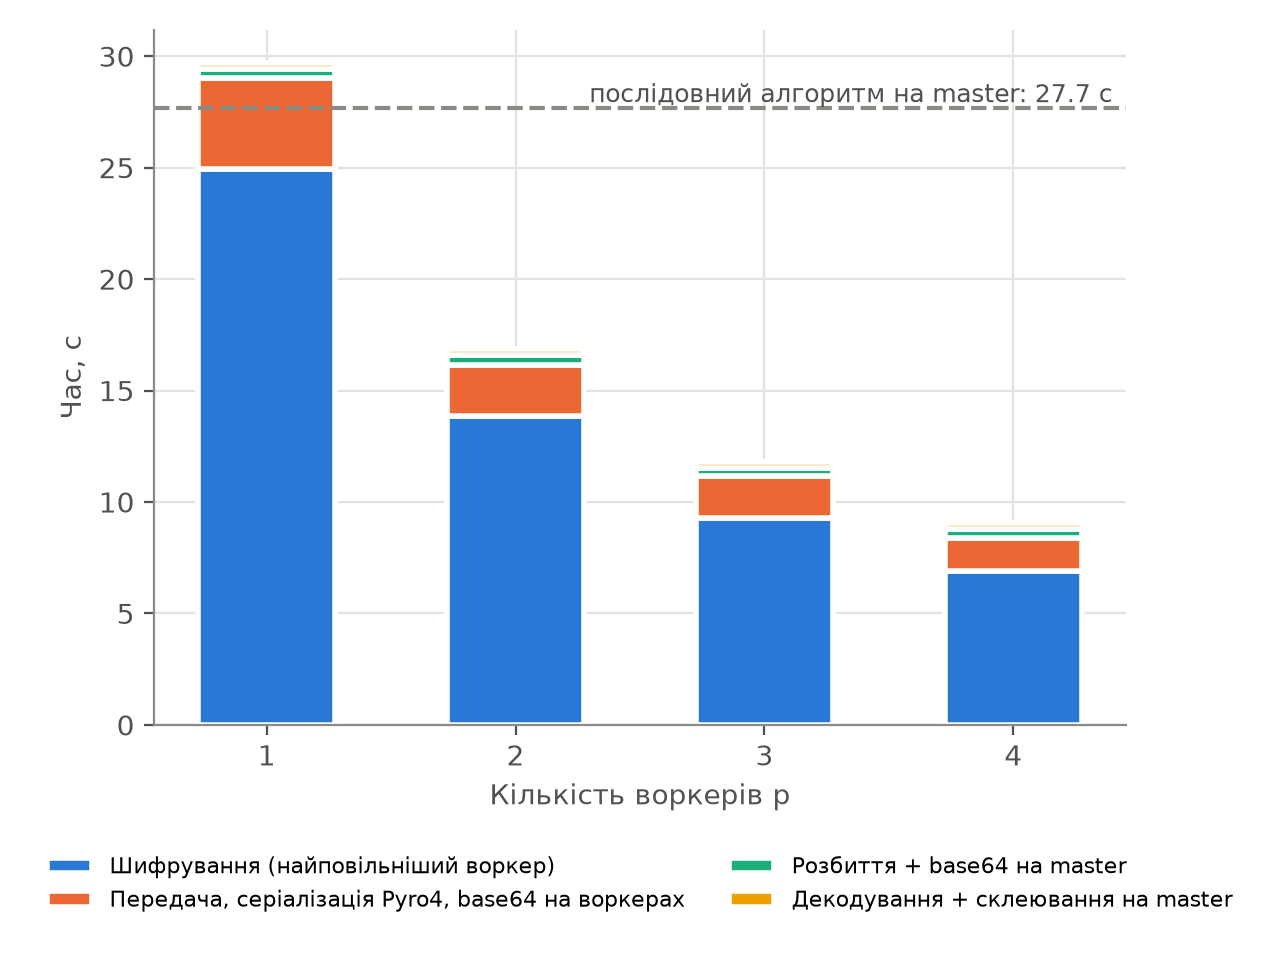 30
послідовний алгоритм на master: 27.7 с
25
20
15
10
5
0
Час, с
1 2 3 4
Кількість воркерів p
Шифрування (найповільніший воркер)
Передача, серіалізація Pyro4, base64 на воркерах
Розбиття + base64 на master
Декодування + склеювання на master